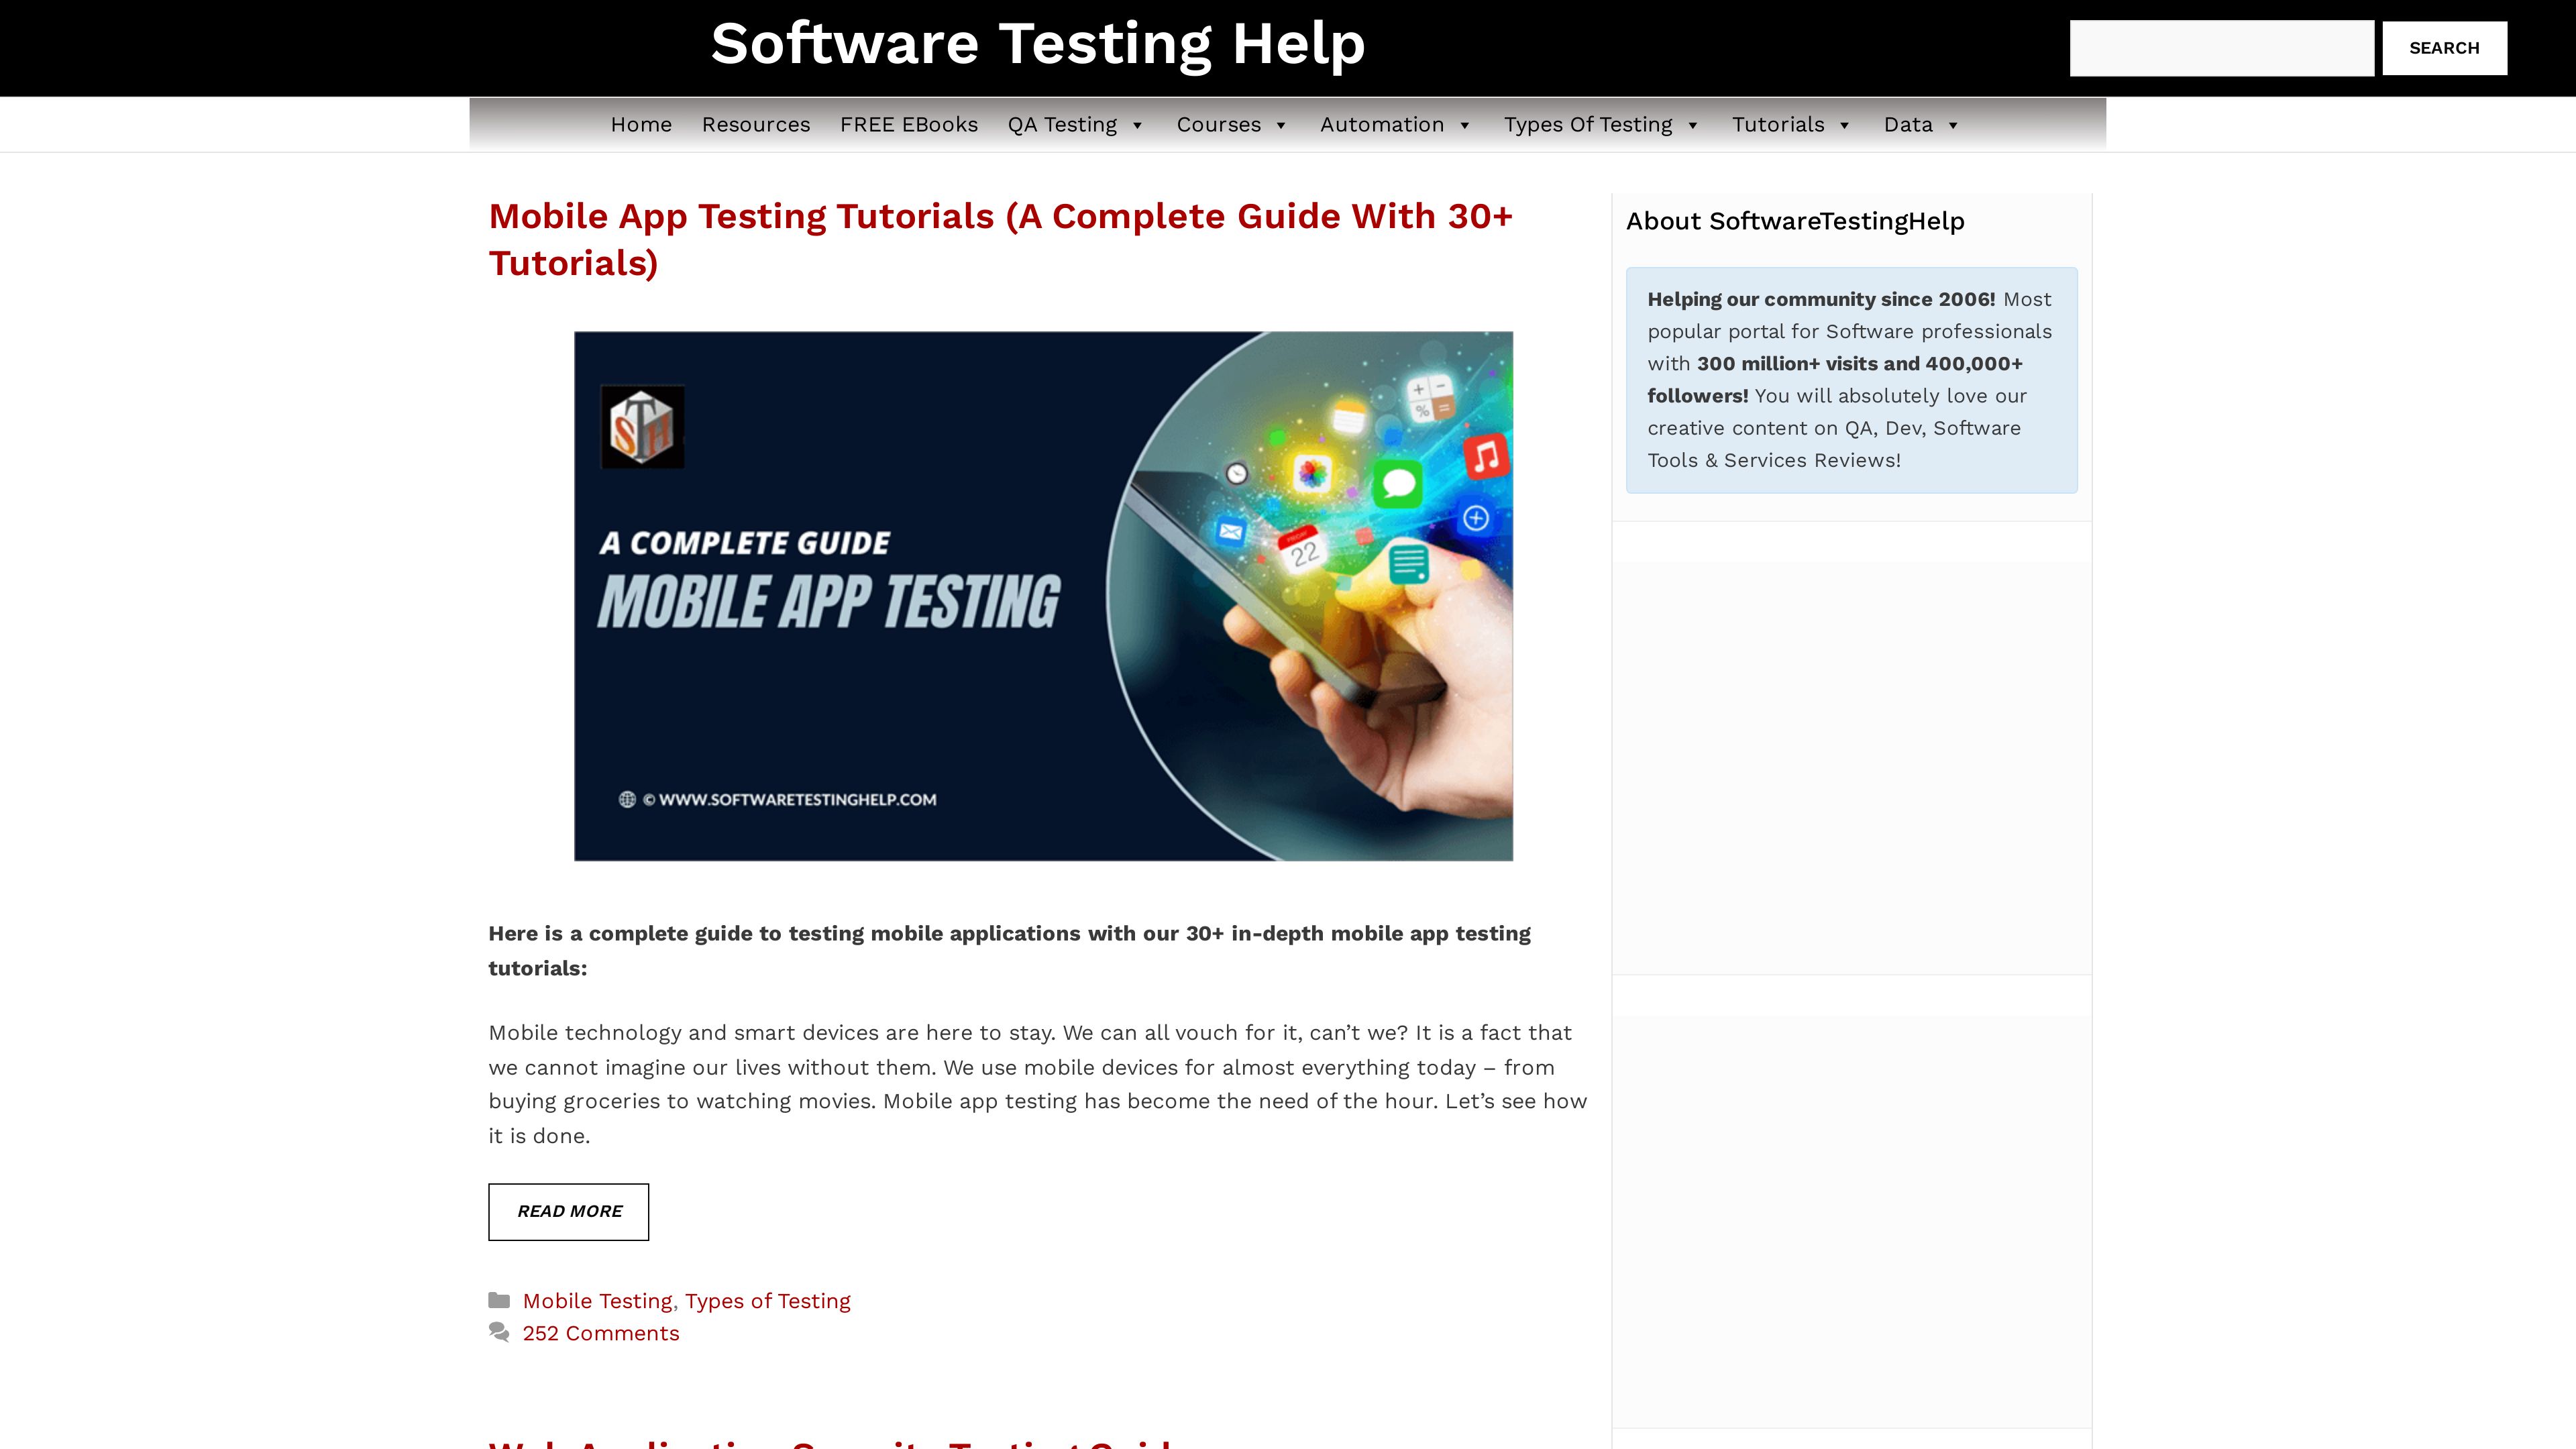 Software Testing Help
SEARCH
Home Resources FREE EBooks QA Testing Courses Automation Types Of Testing Tutorials Data
Mobile App Testing Tutorials (A Complete Guide With 30+
Tutorials)
STH
A COMPLETE GUIDE
MOBILE APP TESTING
© WWW.SOFTWARETESTINGHELP.COM
22
Here is a complete guide to testing mobile applications with our 30+ in-depth mobile app testing
tutorials:
Mobile technology and smart devices are here to stay. We can all vouch for it, can’t we? It is a fact that
we cannot imagine our lives without them. We use mobile devices for almost everything today – from
buying groceries to watching movies. Mobile app testing has become the need of the hour. Let’s see how
it is done.
READ MORE
Mobile Testing, Types of Testing
252 Comments
About SoftwareTestingHelp
Helping our community since 2006! Most
popular portal for Software professionals
with 300 million+ visits and 400,000+
followers! You will absolutely love our
creative content on QA, Dev, Software
Tools & Services Reviews!